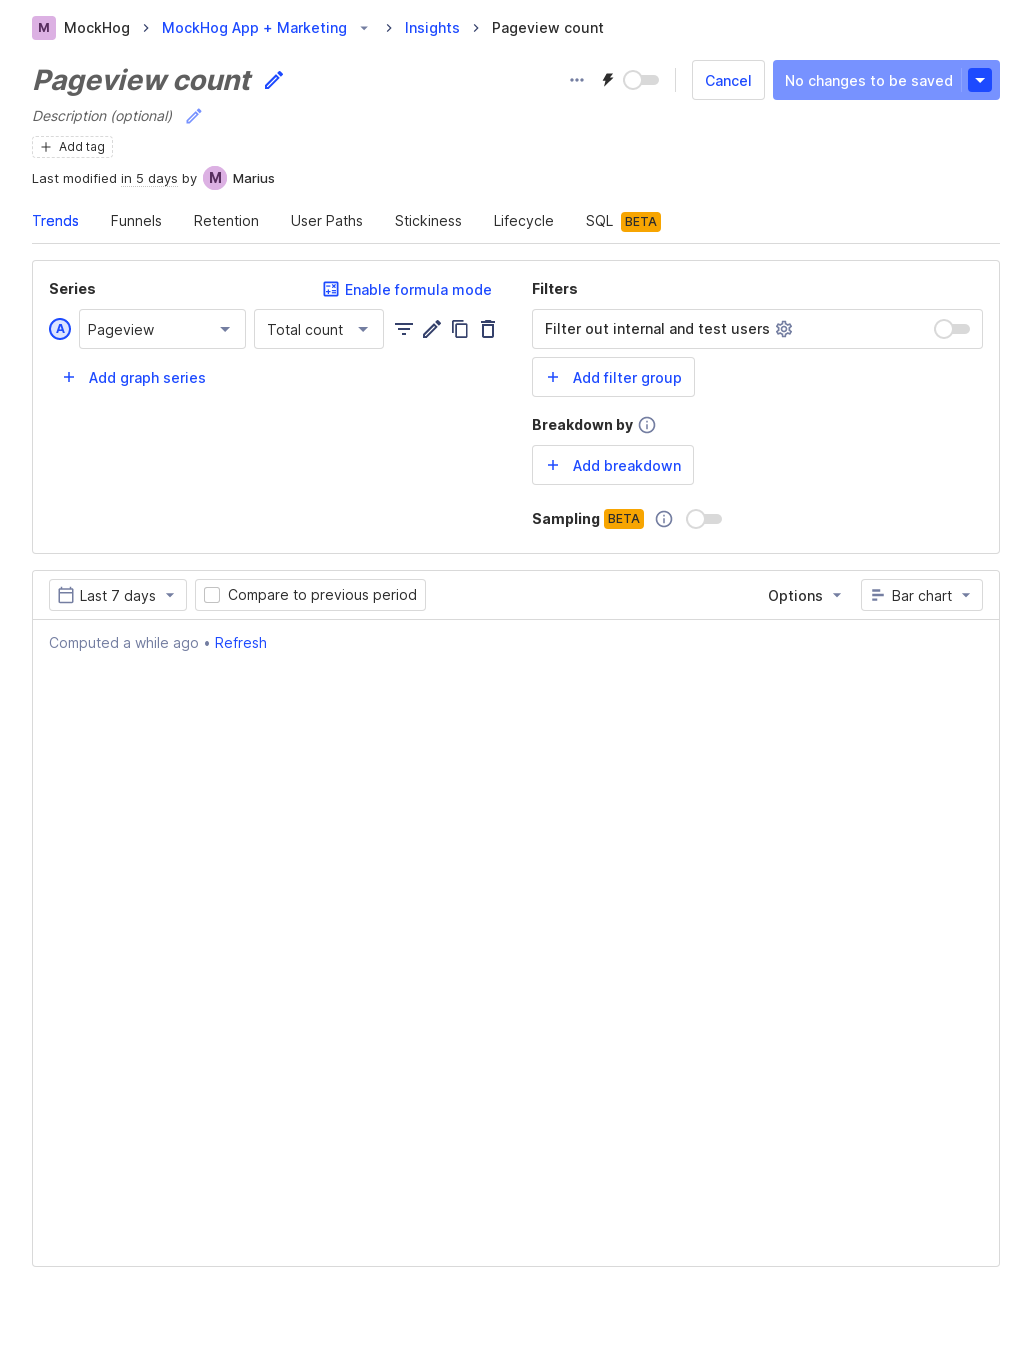 M MockHog MockHog App + Marketing Insights Pageview count
Pageview count
Cancel No changes to be saved
Description (optional)
Add tag
Last modified in 5 days by M Marius
Trends Funnels Retention User Paths Stickiness Lifecycle SQL BETA
Series Enable formula mode
A Pageview Total count
Add graph series
Filters
Filter out internal and test users
Add filter group
Breakdown by
Add breakdown
Sampling BETA
Last 7 days Compare to previous period Options Bar chart
Computed a while ago • Refresh